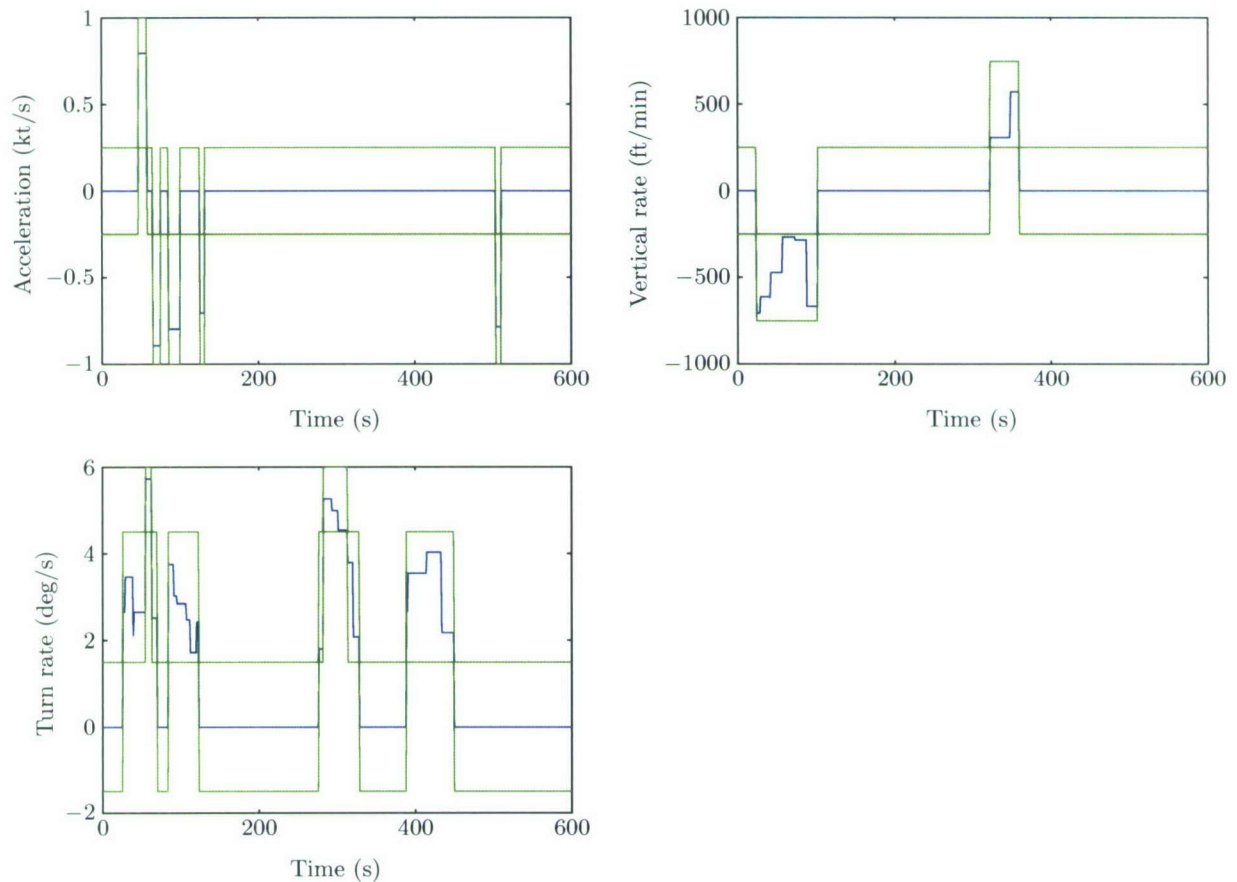 1
0.5
0
−0.5
−1
Acceleration (kt/s)
0 200 400 600
Time (s)
1000
500
0
−500
−1000
Vertical rate (ft/min)
0 200 400 600
Time (s)
6
4
2
0
−2
Turn rate (deg/s)
0 200 400 600
Time (s)